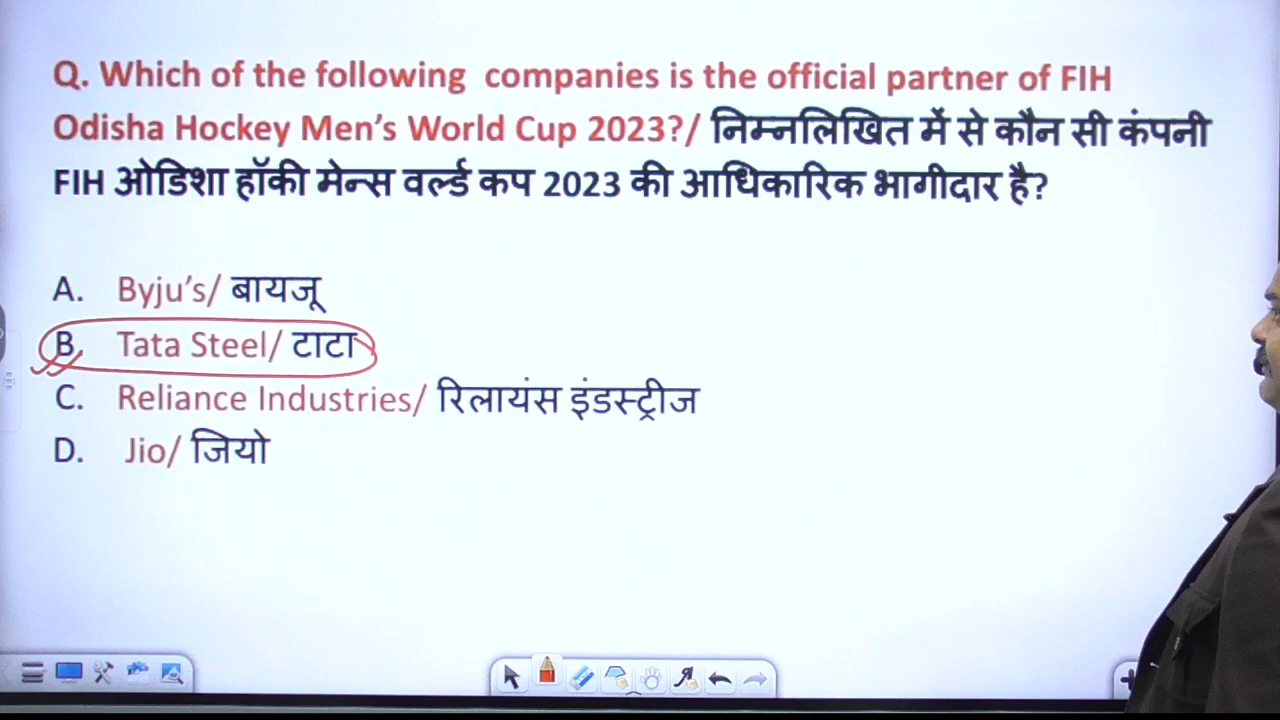 Q. Which of the following companies is the official partner of FIH
Odisha Hockey Men's World Cup 2023?/ निम्नलिखित में से कौन सी कंपनी
FIH ओडिशा हॉकी मेन्स वर्ल्ड कप 2023 की आधिकारिक भागीदार है?
A. Byju's/ बायजू
B. Tata Steel/ टाटा
C. Reliance Industries/ रिलायंस इंडस्ट्रीज
D. Jio/ जियो